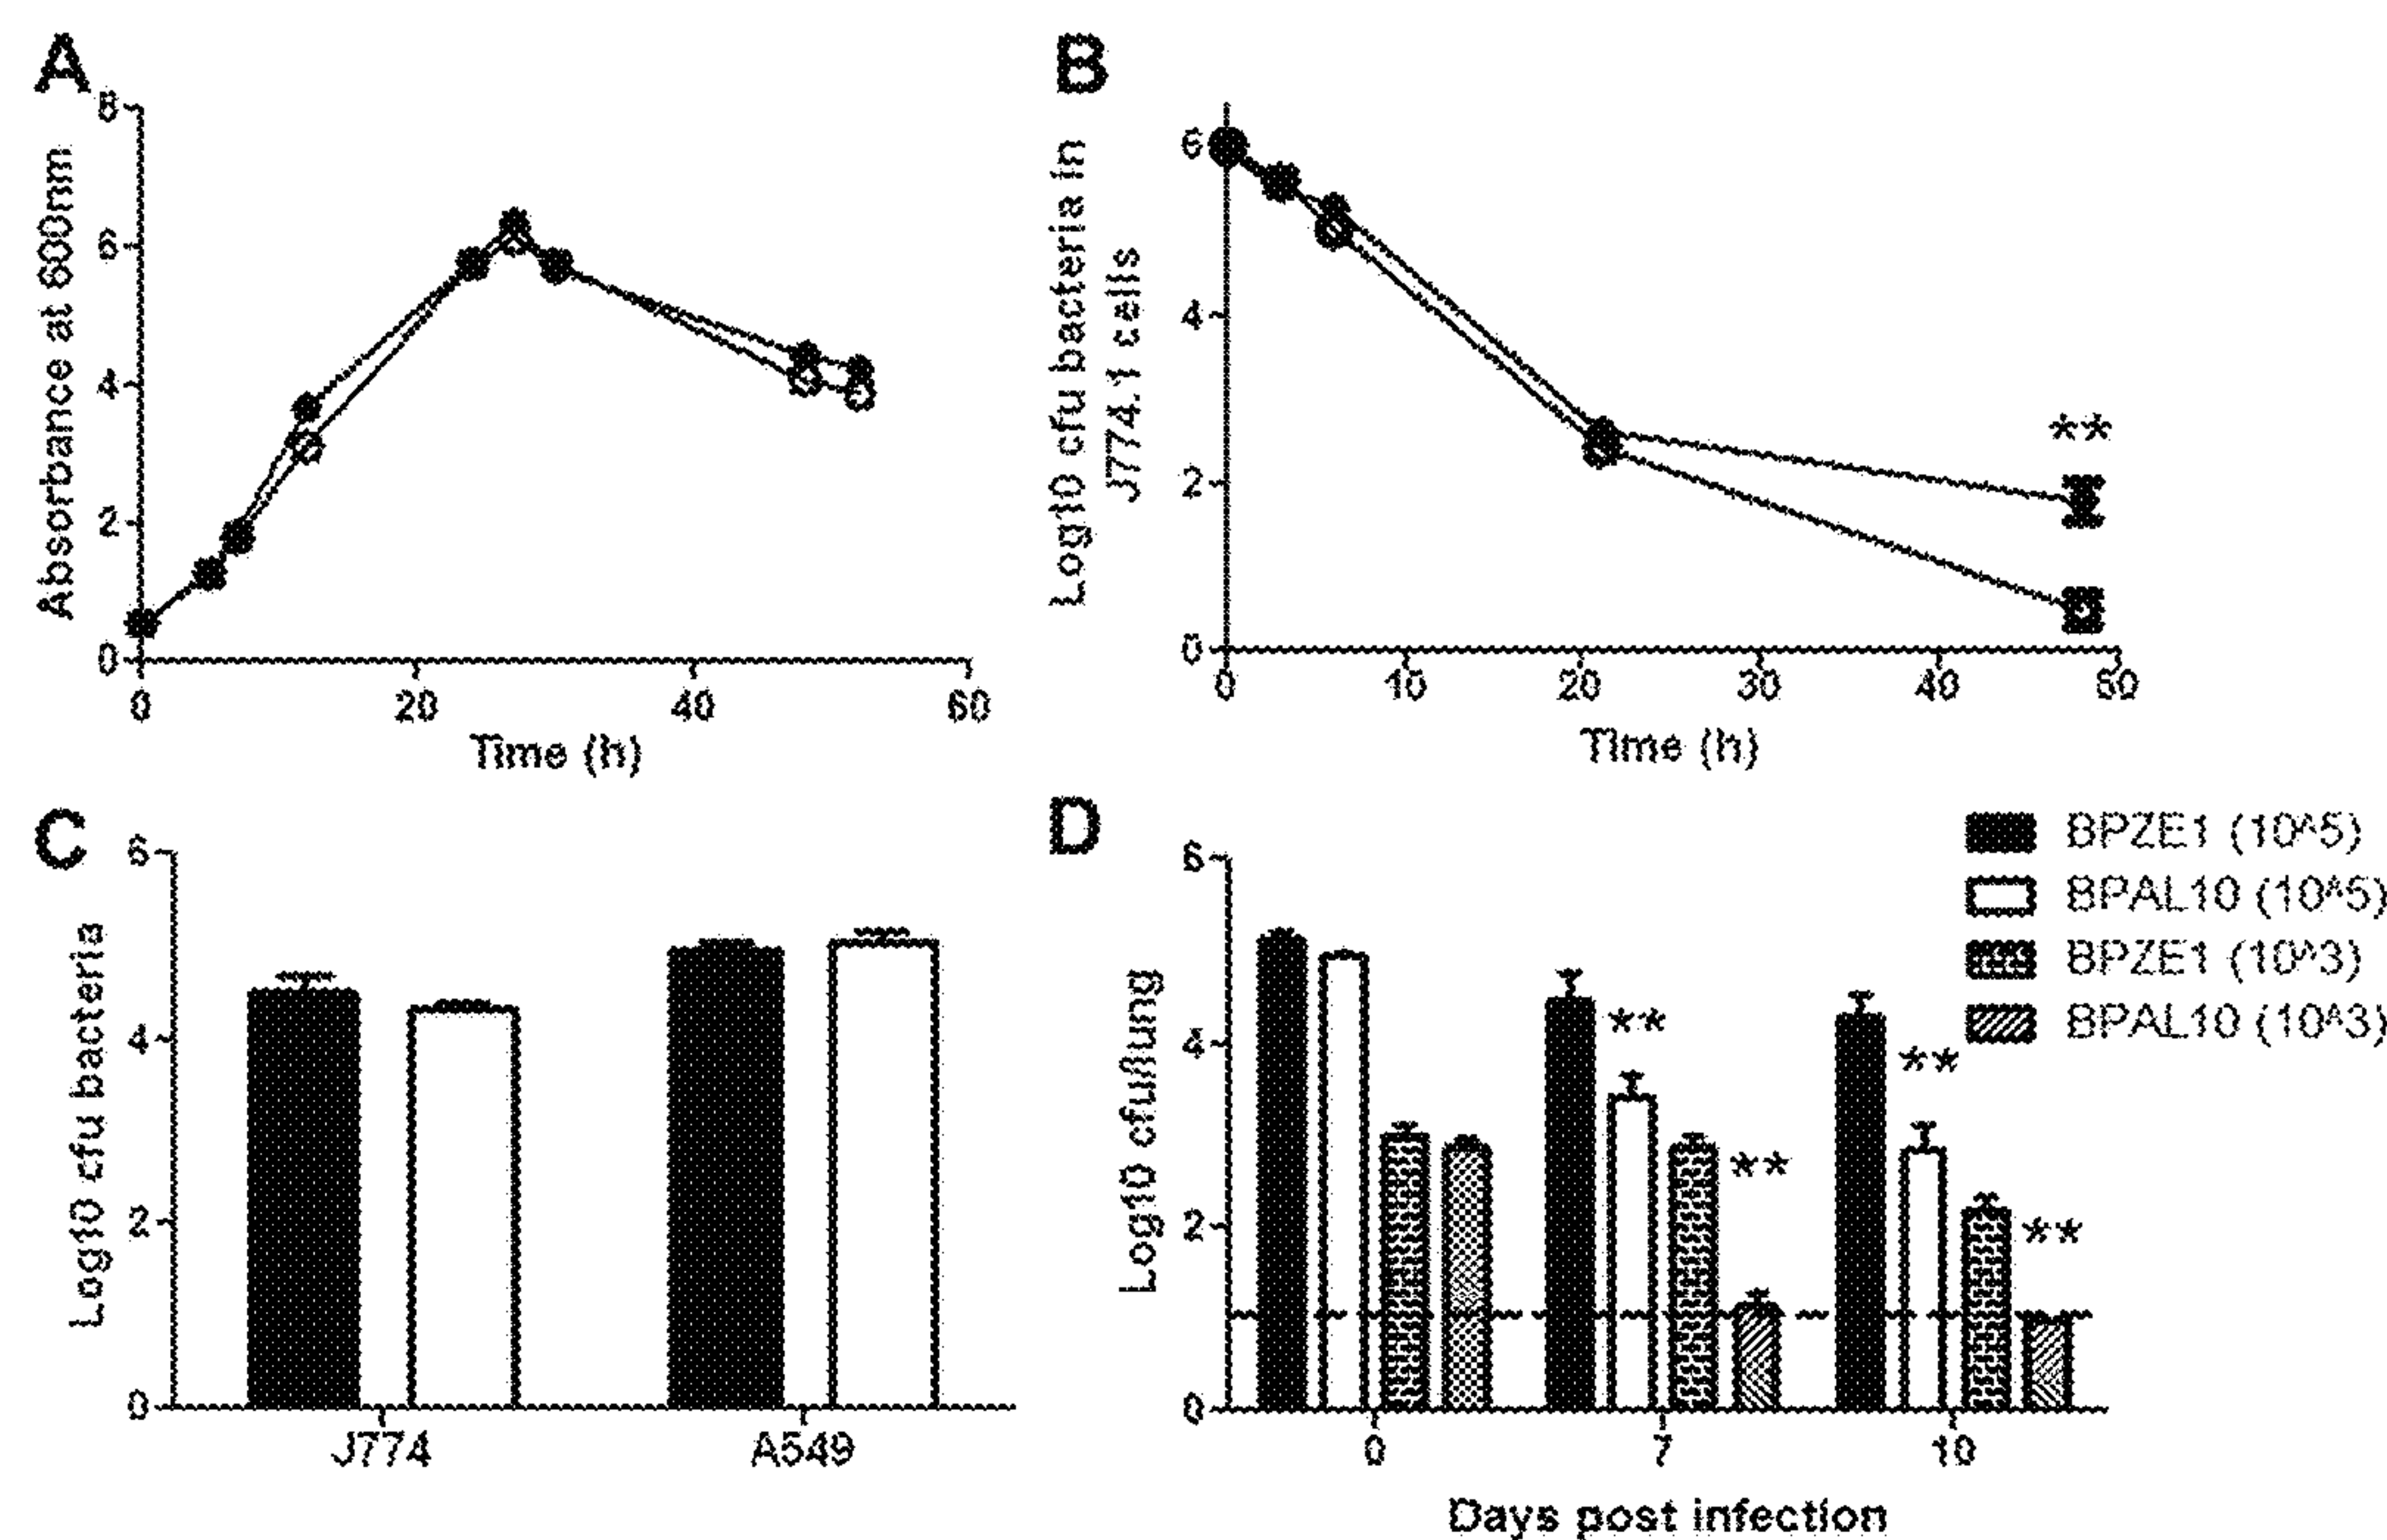 A
8
6
4
2
0
Absorbance at 600nm
0 20 40 60
Time (h)
B
6
4
2
0
Log10 cfu bacteria in
J774.1 cells
**
0 10 20 30 40 50
Time (h)
C
6
4
2
0
Log10 cfu bacteria
J774 A549
D
6
4
2
0
Log10 cfu/lung
BPZE1 (10^5)
BPAL10 (10^5)
BPZE1 (10^3)
BPAL10 (10^3)
**
**
**
**
0 7 10
Days post infection